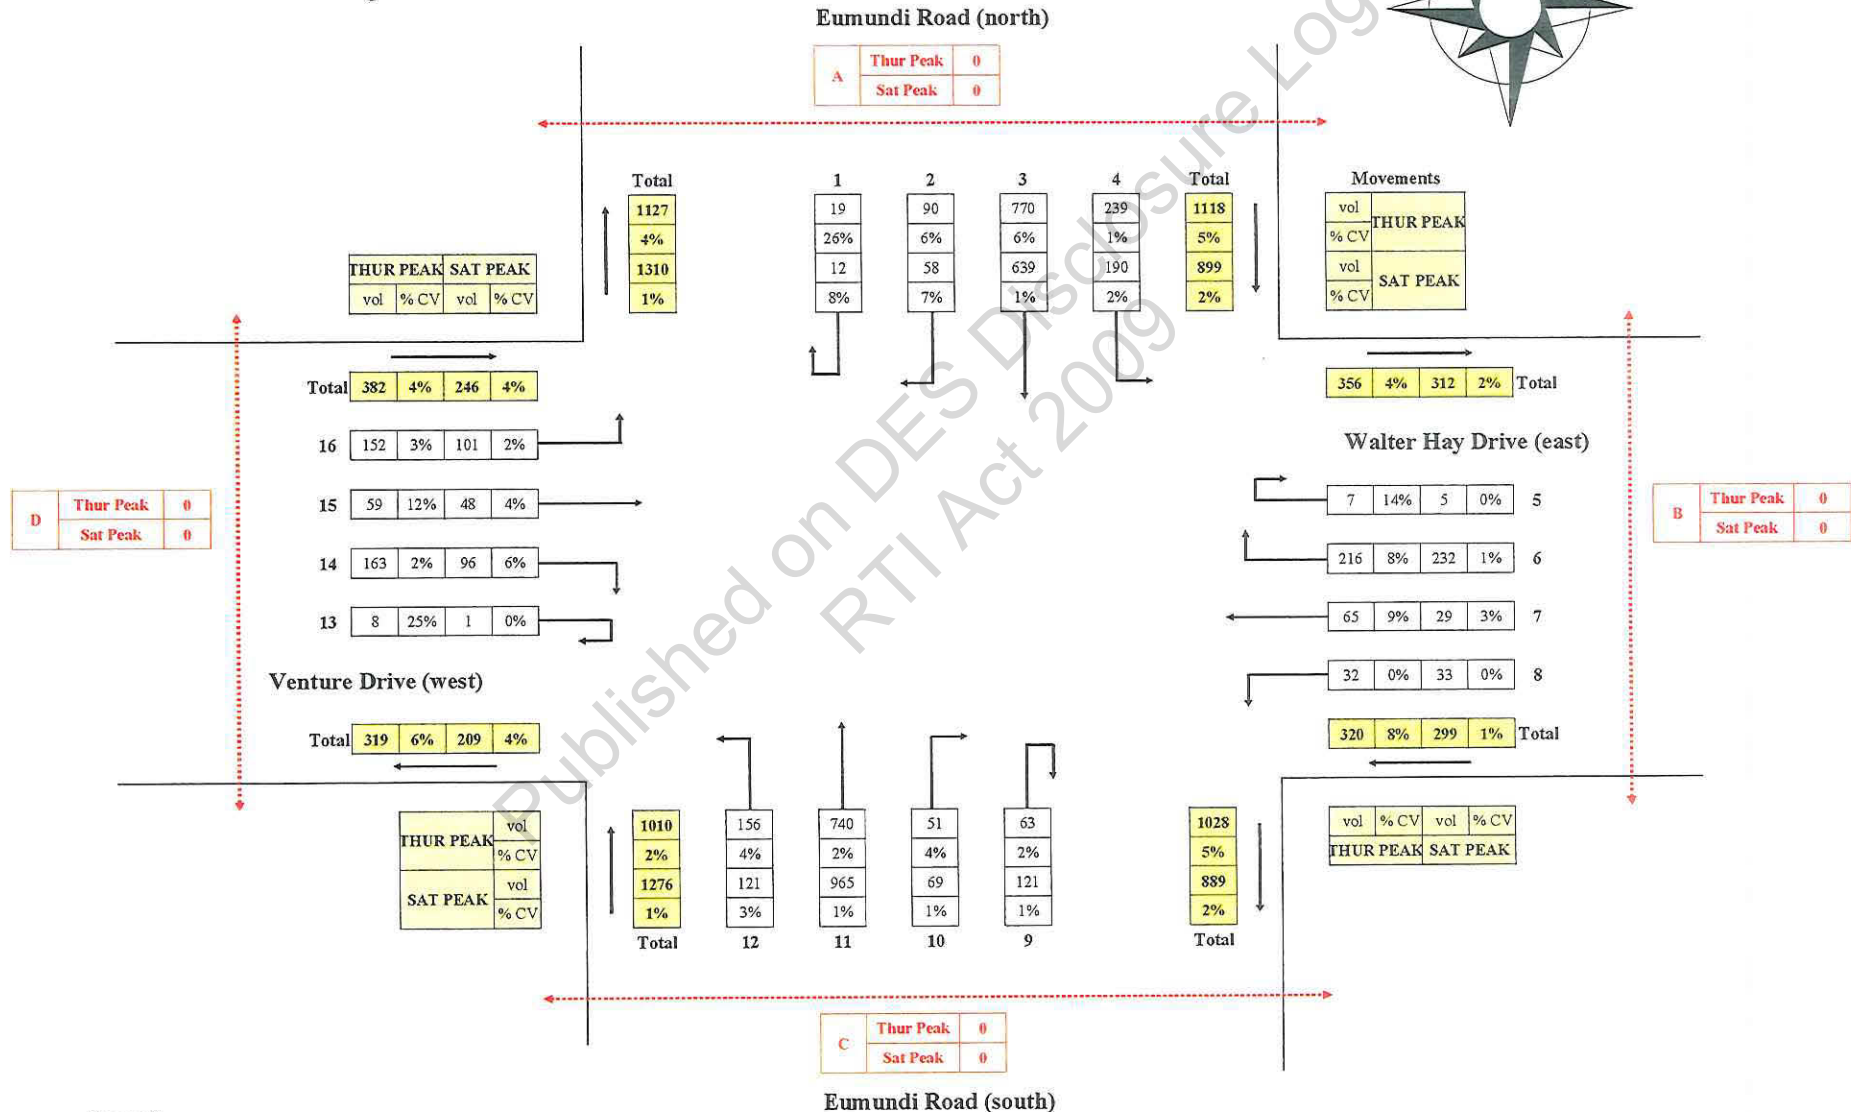 Eumundi Road (north)
A Thur Peak 0
Sat Peak 0
Total 1 2 3 4 Total Movements
1127 19 90 770 239 1118 vol THUR PEAK
4% 26% 6% 6% 1% 5% % CV
1310 12 58 639 190 899 vol SAT PEAK
1% 8% 7% 1% 2% 2% % CV
THUR PEAK SAT PEAK
vol % CV vol % CV
Total 382 4% 246 4%
356 4% 312 2% Total
16 152 3% 101 2%
Walter Hay Drive (east)
15 59 12% 48 4%
7 14% 5 0% 5
D Thur Peak 0
Sat Peak 0
B Thur Peak 0
Sat Peak 0
14 163 2% 96 6%
216 8% 232 1% 6
13 8 25% 1 0%
65 9% 29 3% 7
Venture Drive (west)
32 0% 33 0% 8
Total 319 6% 209 4%
320 8% 299 1% Total
THUR PEAK vol 1010 156 740 51 63 1028 vol % CV vol % CV
% CV 2% 4% 2% 4% 2% 5% THUR PEAK SAT PEAK
SAT PEAK vol 1276 121 965 69 121 889
% CV 1% 3% 1% 1% 1% 2%
Total 12 11 10 9 Total
C Thur Peak 0
Sat Peak 0
Eumundi Road (south)
Published on DES Disclosure Log
RTI Act 2009